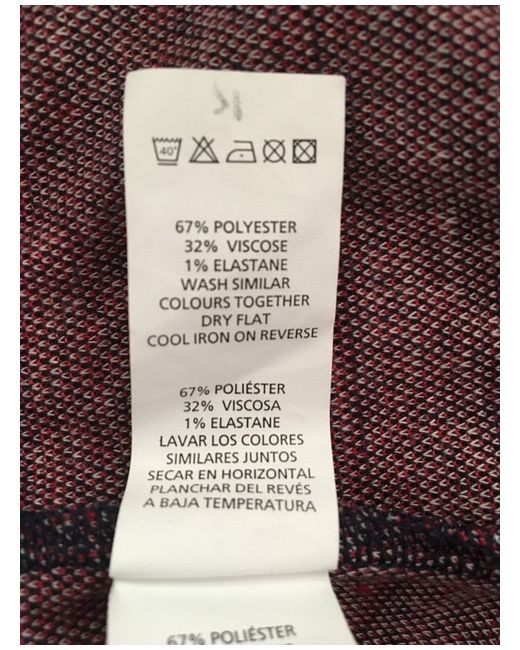 40°
67% POLYESTER
32% VISCOSE
1% ELASTANE
WASH SIMILAR
COLOURS TOGETHER
DRY FLAT
COOL IRON ON REVERSE
67% POLIÉSTER
32% VISCOSA
1% ELASTANE
LAVAR LOS COLORES
SIMILARES JUNTOS
SECAR EN HORIZONTAL
PLANCHAR DEL REVÉS
A BAJA TEMPERATURA
67% POLIÉSTER